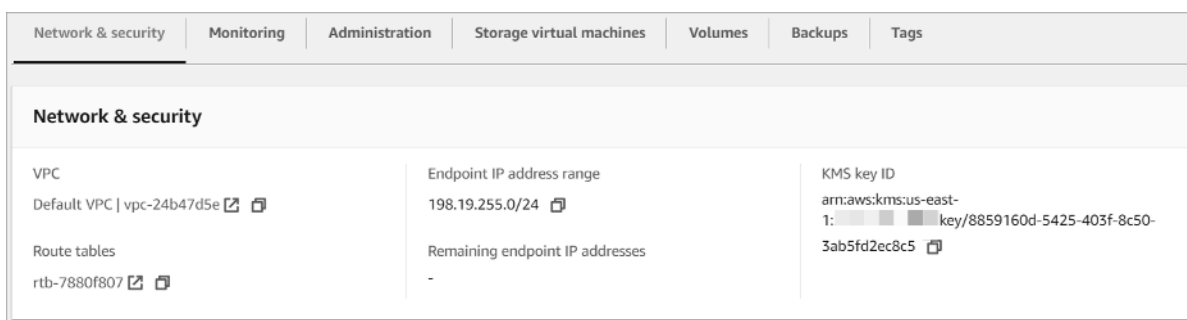 Network & security Monitoring Administration Storage virtual machines Volumes Backups Tags
Network & security
VPC
Default VPC | vpc-24b47d5e
Route tables
rtb-7880f807
Endpoint IP address range
198.19.255.0/24
Remaining endpoint IP addresses
-
KMS key ID
arn:aws:kms:us-east-
1: key/8859160d-5425-403f-8c50-
3ab5fd2ec8c5